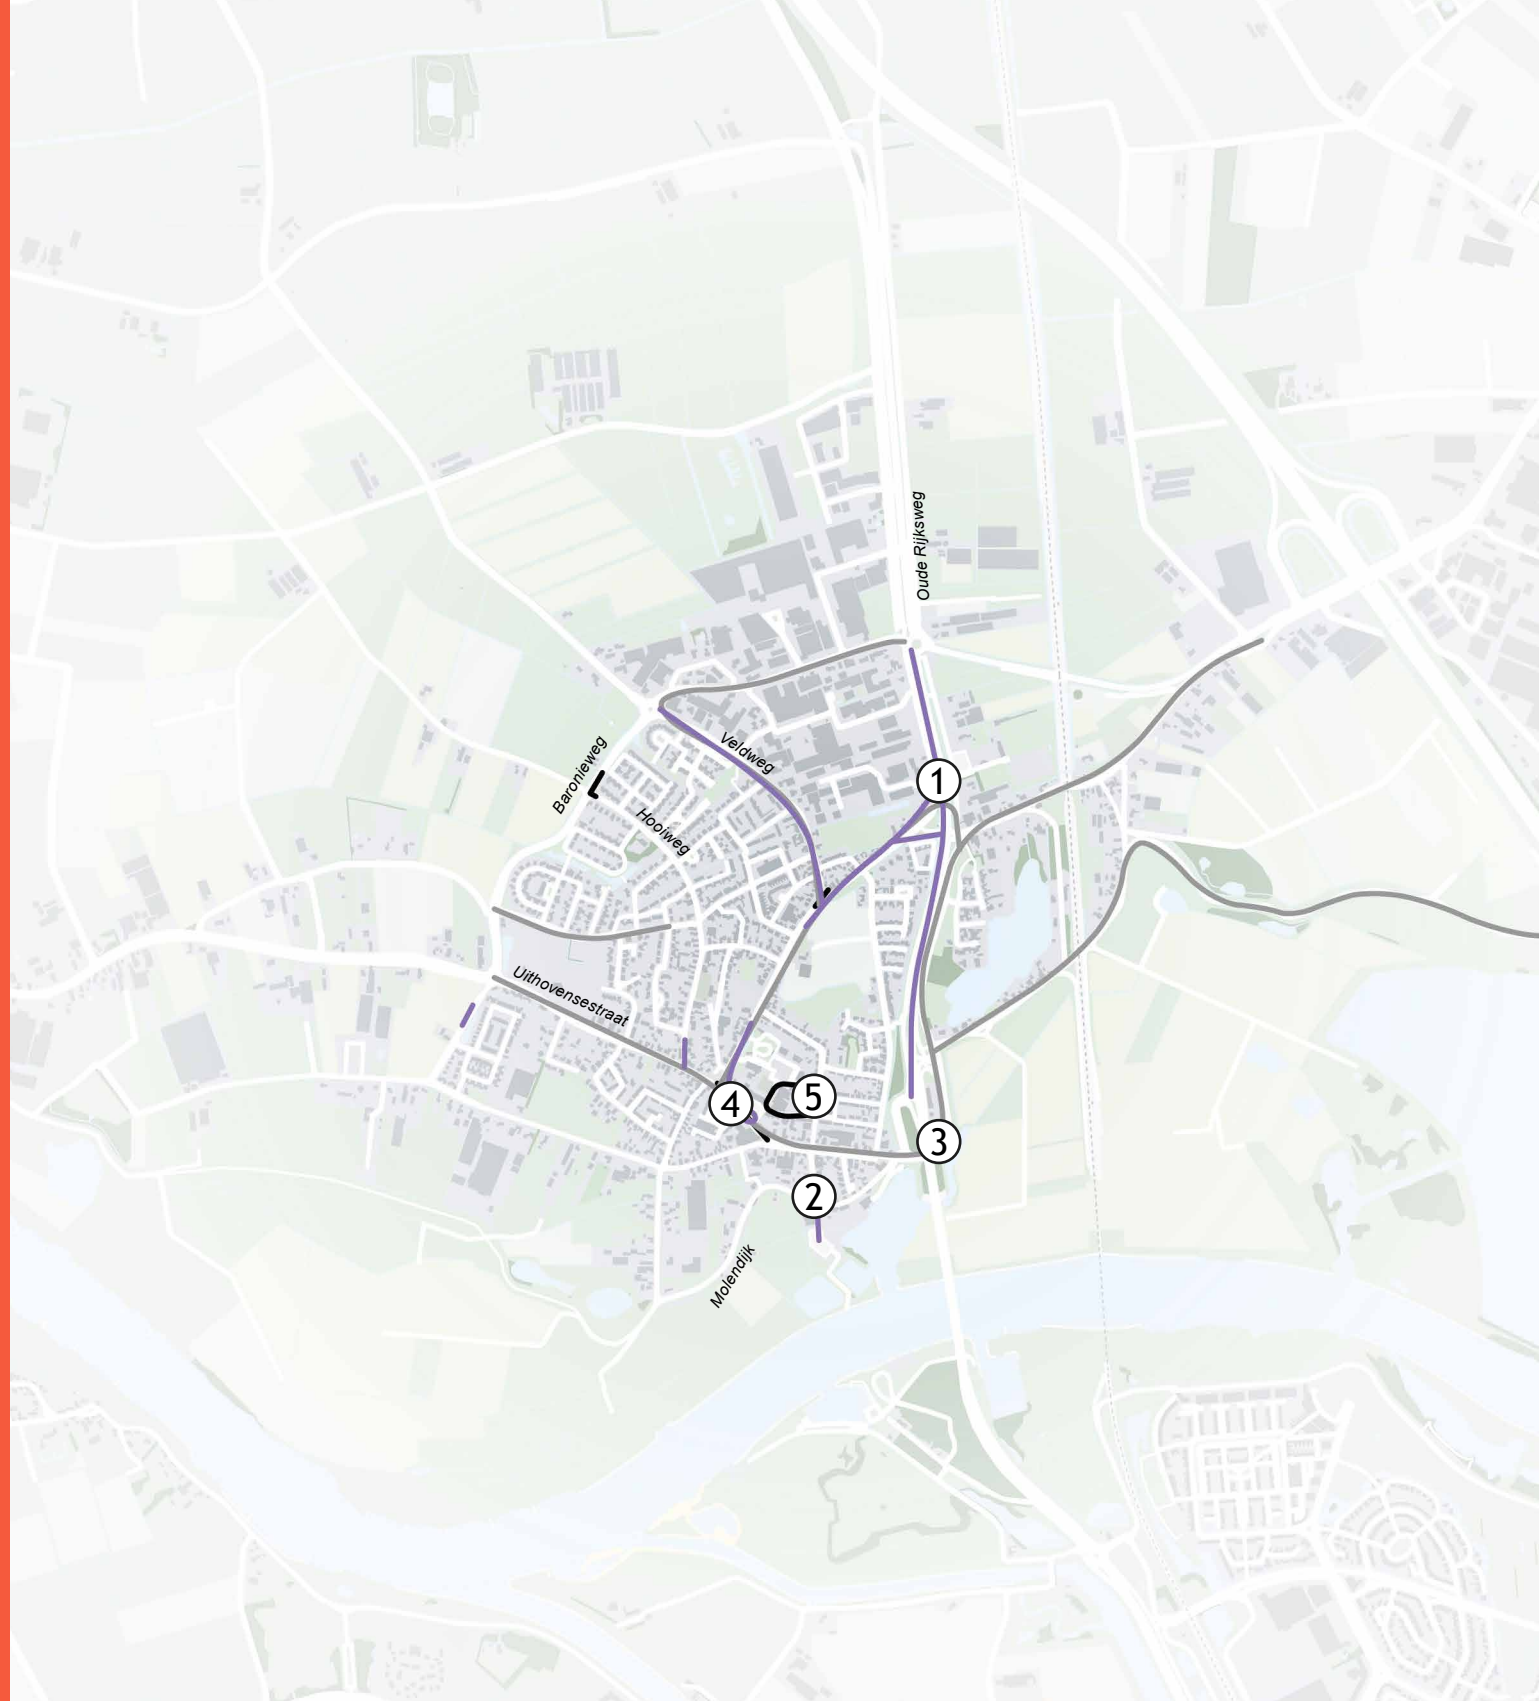 Oude Rijksweg
Veldweg
1
Baronieweg
Hooiweg
Uithovensestraat
4
5
3
2
Molendijk